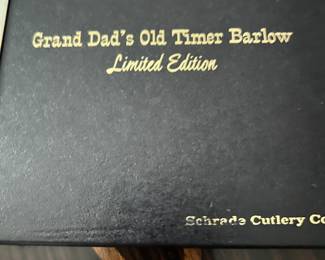 Grand Dad's Old Timer Barlow
Limited Edition
Schrade Cutlery Co